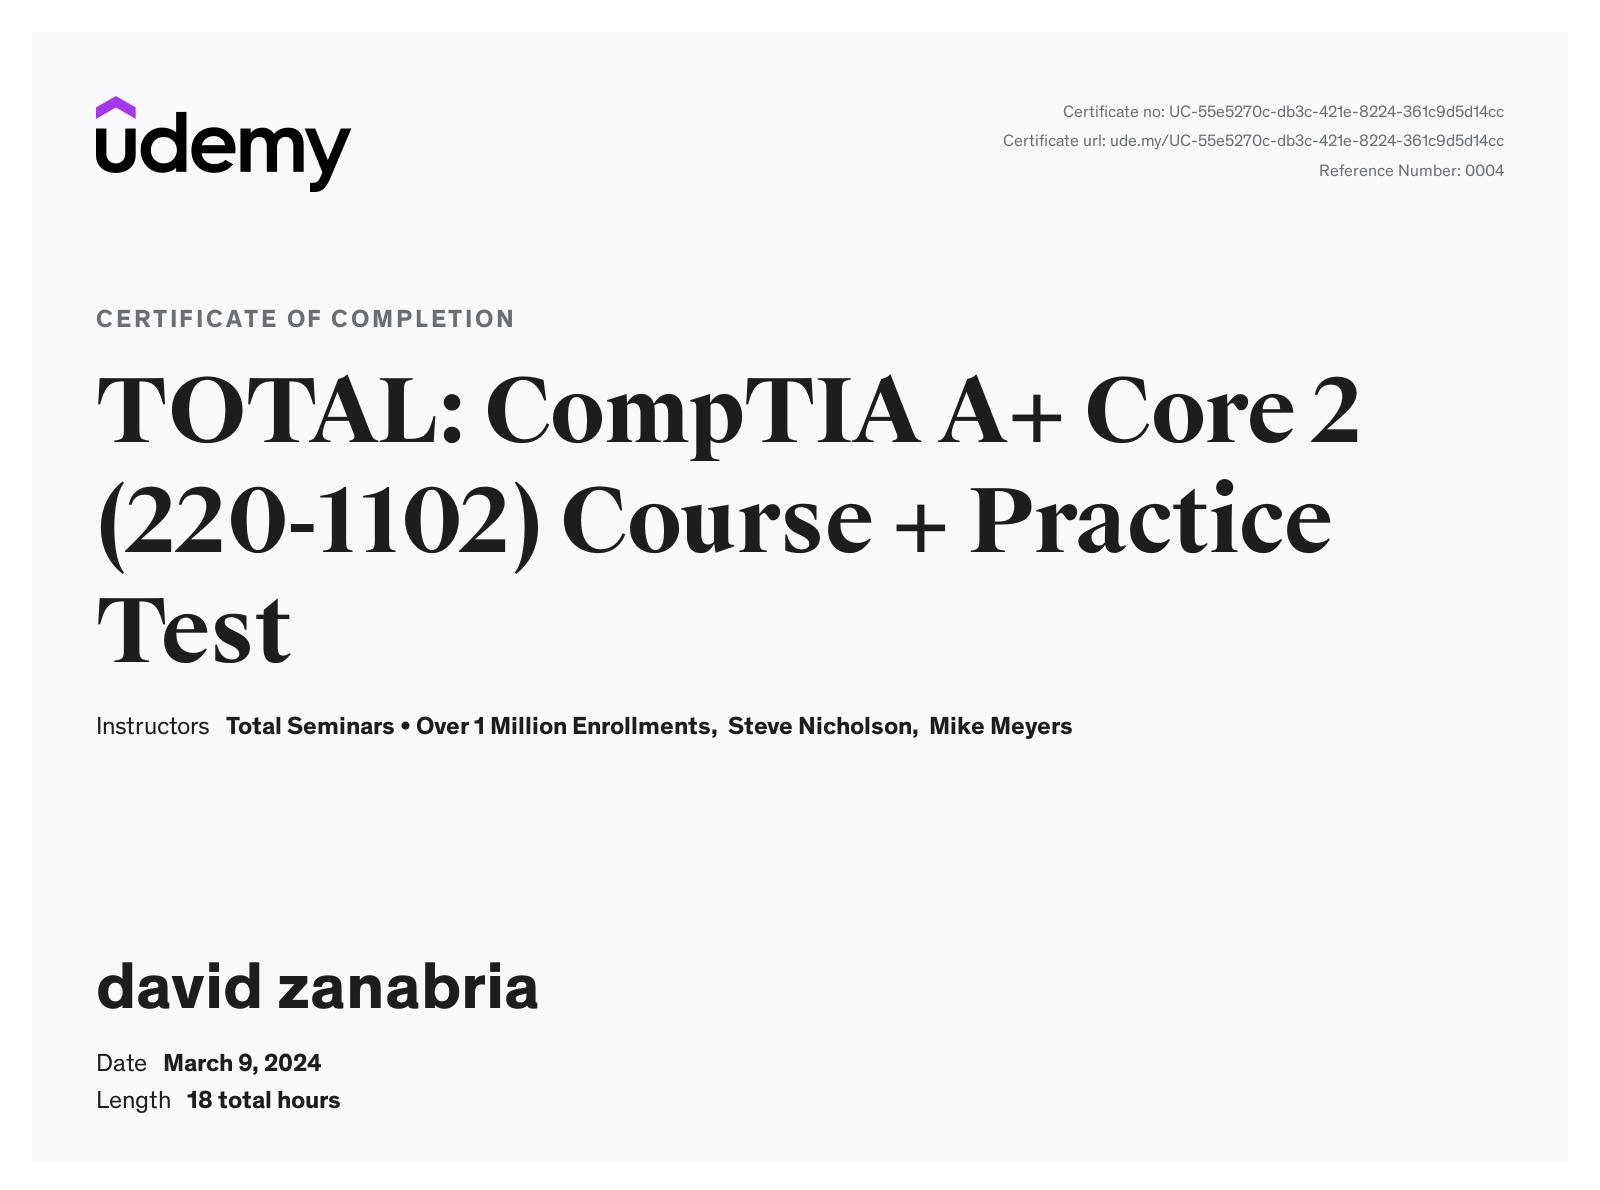 udemy
Certificate no: UC-55e5270c-db3c-421e-8224-361c9d5d14cc
Certificate url: ude.my/UC-55e5270c-db3c-421e-8224-361c9d5d14cc
Reference Number: 0004
CERTIFICATE OF COMPLETION
TOTAL: CompTIA A+ Core 2
(220-1102) Course + Practice
Test
Instructors Total Seminars • Over 1 Million Enrollments, Steve Nicholson, Mike Meyers
david zanabria
Date March 9, 2024
Length 18 total hours